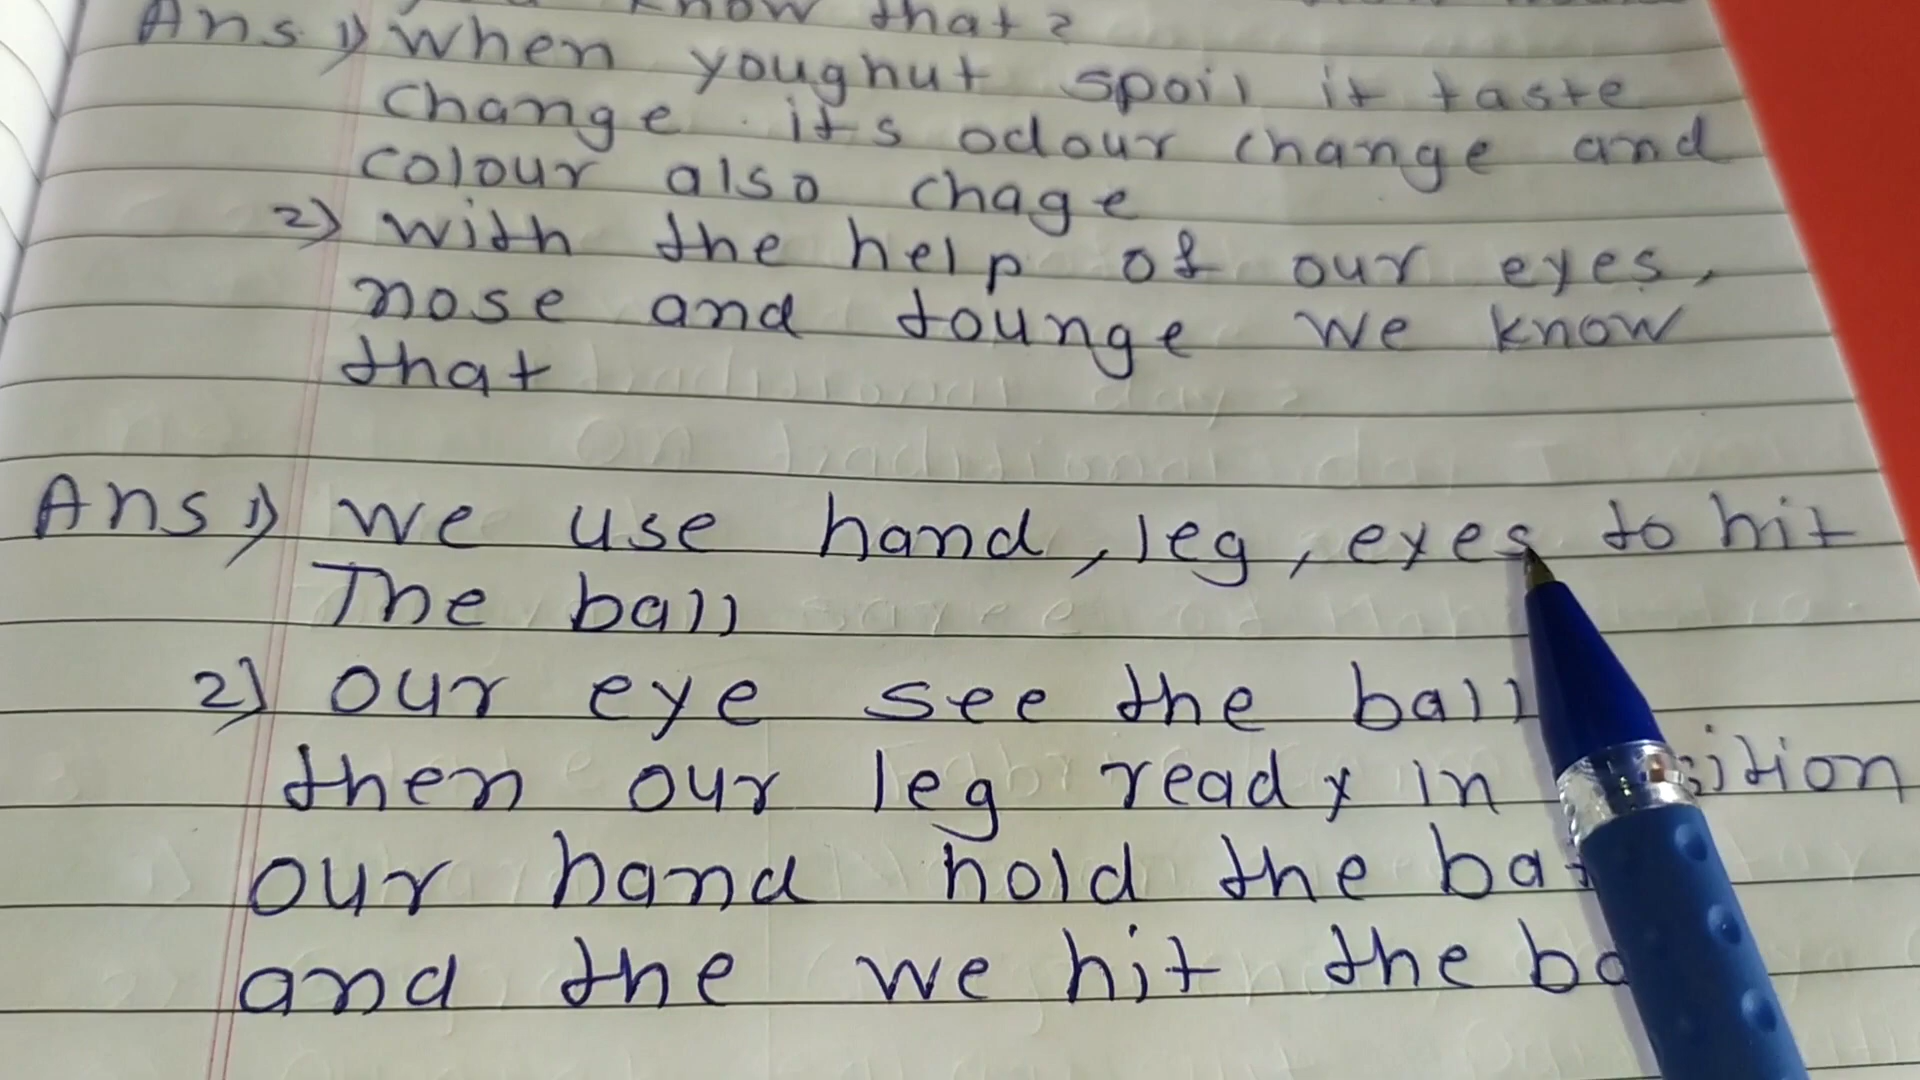 know that?
Ans 1) when youghut spoil it taste
change . its odour change and
colour also chage
2) with the help of our eyes,
nose and tounge we know
that
Ans 1) we use hand, leg, eyes to hit
The ball
2) our eye see the ball
then our leg ready in
our hand hold the
and the we hit the